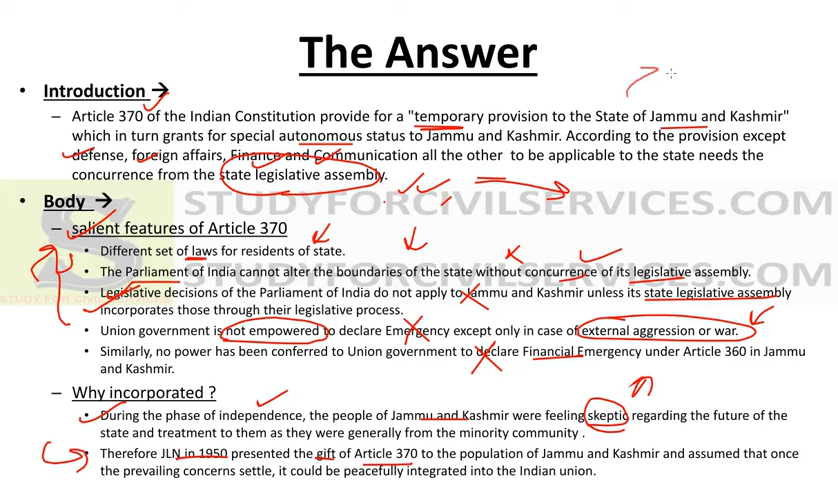 The Answer
• Introduction →
– Article 370 of the Indian Constitution provide for a "temporary provision to the State of Jammu and Kashmir"
which in turn grants for special autonomous status to Jammu and Kashmir. According to the provision except
defense, foreign affairs, Finance and Communication all the other to be applicable to the state needs the
concurrence from the state legislative assembly.
• Body →
STUDYFORCIVILSERVICES.COM
– salient features of Article 370
• Different set of laws for residents of state.
• The Parliament of India cannot alter the boundaries of the state without concurrence of its legislative assembly.
STUDYFORCIVILSERVICES.COM
STUDY FOR CIVIL SERVICES
• Legislative decisions of the Parliament of India do not apply to Jammu and Kashmir unless its state legislative assembly
incorporates those through their legislative process.
• Union government is not empowered to declare Emergency except only in case of external aggression or war.
• Similarly, no power has been conferred to Union government to declare Financial Emergency under Article 360 in Jammu
and Kashmir.
– Why incorporated ?
• During the phase of independence, the people of Jammu and Kashmir were feeling skeptic regarding the future of the
state and treatment to them as they were generally from the minority community .
• Therefore JLN in 1950 presented the gift of Article 370 to the population of Jammu and Kashmir and assumed that once
the prevailing concerns settle, it could be peacefully integrated into the Indian union.